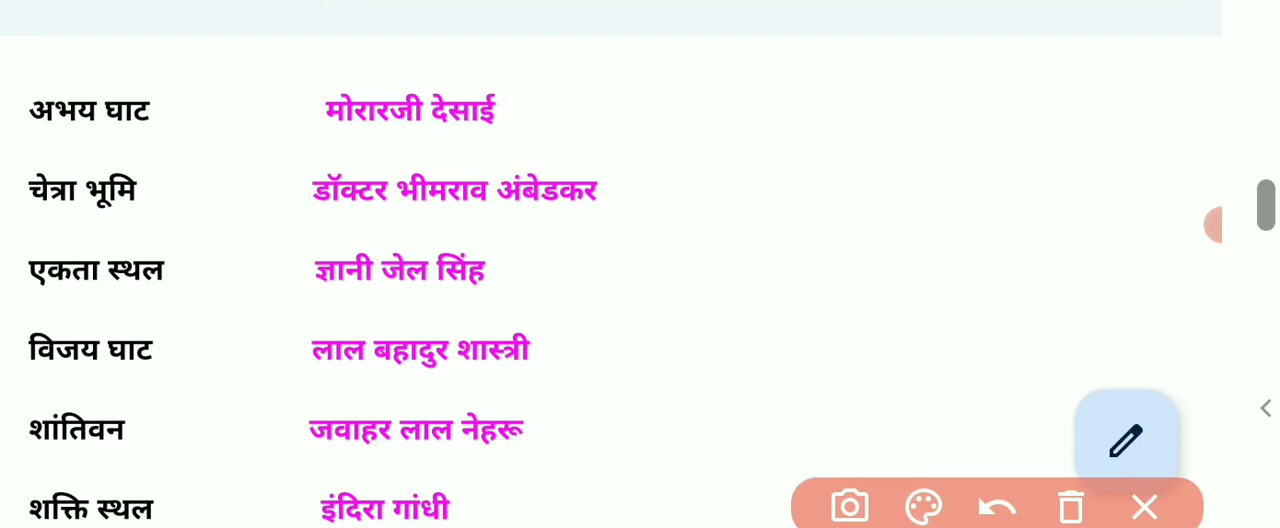 अभय घाट मोरारजी देसाई
चेत्रा भूमि डॉक्टर भीमराव अंबेडकर
एकता स्थल ज्ञानी जेल सिंह
विजय घाट लाल बहादुर शास्त्री
शांतिवन जवाहर लाल नेहरू
शक्ति स्थल इंदिरा गांधी